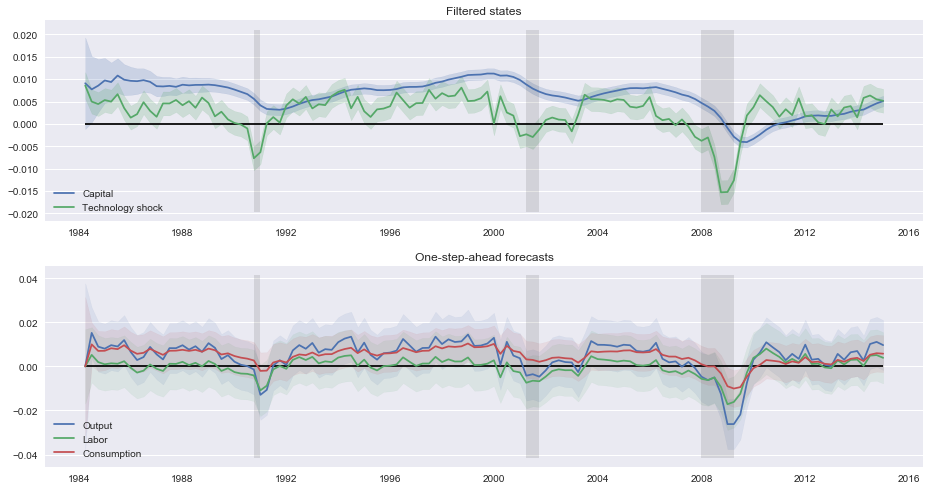 Filtered states
0.020
0.015
0.010
0.005
0.000
−0.005
−0.010
−0.015
−0.020
Capital
Technology shock
1984 1988 1992 1996 2000 2004 2008 2012 2016
One-step-ahead forecasts
0.04
0.02
0.00
−0.02
−0.04
Output
Labor
Consumption
1984 1988 1992 1996 2000 2004 2008 2012 2016